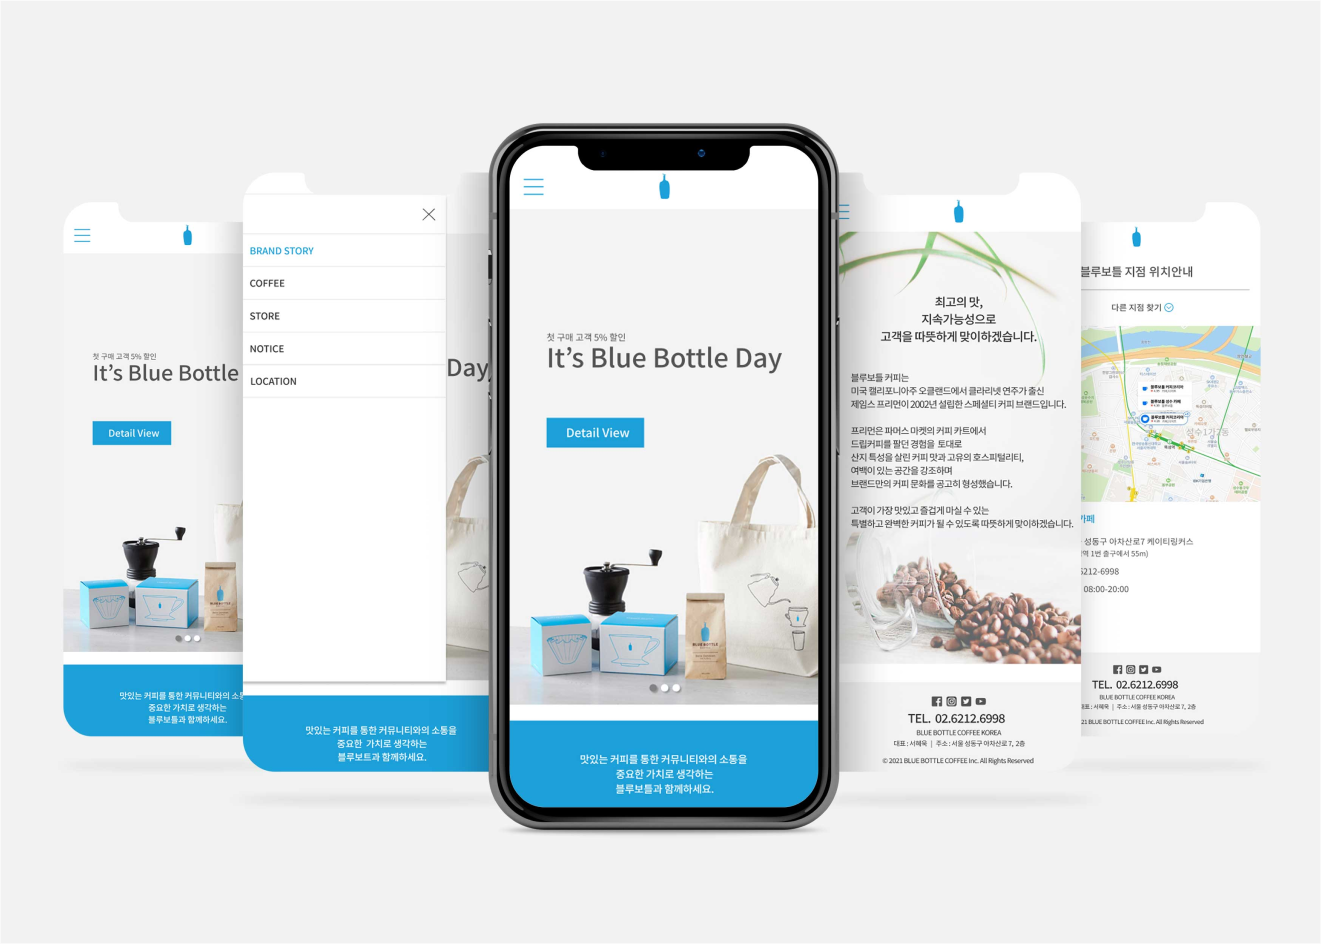 첫 구매 고객 5% 할인
It's Blue Bottle
Detail View
맛있는 커피를 통한 커뮤니티와의 소통
중요한 가치로 생각하는
블루보틀과 함께하세요.
BRAND STORY
COFFEE
STORE
NOTICE
LOCATION
Day
맛있는 커피를 통한 커뮤니티와의 소통을
중요한 가치로 생각하는
블루보트과 함께하세요.
첫 구매 고객 5% 할인
It's Blue Bottle Day
Detail View
BLUE BOTTLE
맛있는 커피를 통한 커뮤니티와의 소통을
중요한 가치로 생각하는
블루보틀과 함께하세요.
최고의 맛,
지속가능성으로
고객을 따뜻하게 맞이하겠습니다.
블루보틀 커피는
미국 캘리포니아주 오클랜드에서 클라리넷 연주가 출신
제임스 프리먼이 2002년 설립한 스페셜티 커피 브랜드입니다.
프리먼은 파머스 마켓의 커피 카트에서
드립커피를 팔던 경험을 토대로
산지 특성을 살린 커피 맛과 고유의 호스피털리티,
여백이 있는 공간을 강조하며
브랜드만의 커피 문화를 공고히 형성했습니다.
고객이 가장 맛있고 즐겁게 마실 수 있는
특별하고 완벽한 커피가 될 수 있도록 따뜻하게 맞이하겠습니다.
TEL. 02.6212.6998
BLUE BOTTLE COFFEE KOREA
대표 : 서혜욱 | 주소 : 서울 성동구 아차산로 7, 2층
© 2021 BLUE BOTTLE COFFEE Inc. All Rights Reserved
블루보틀 지점 위치안내
다른 지점 찾기
성수1가2동
카페
성동구 아차산로7 케이티링커스
역 1번 출구에서 55m)
6212-6998
08:00-20:00
TEL. 02.6212.6998
BLUE BOTTLE COFFEE KOREA
대표 : 서혜욱 | 주소 : 서울 성동구 아차산로 7, 2층
21 BLUE BOTTLE COFFEE Inc. All Rights Reserved